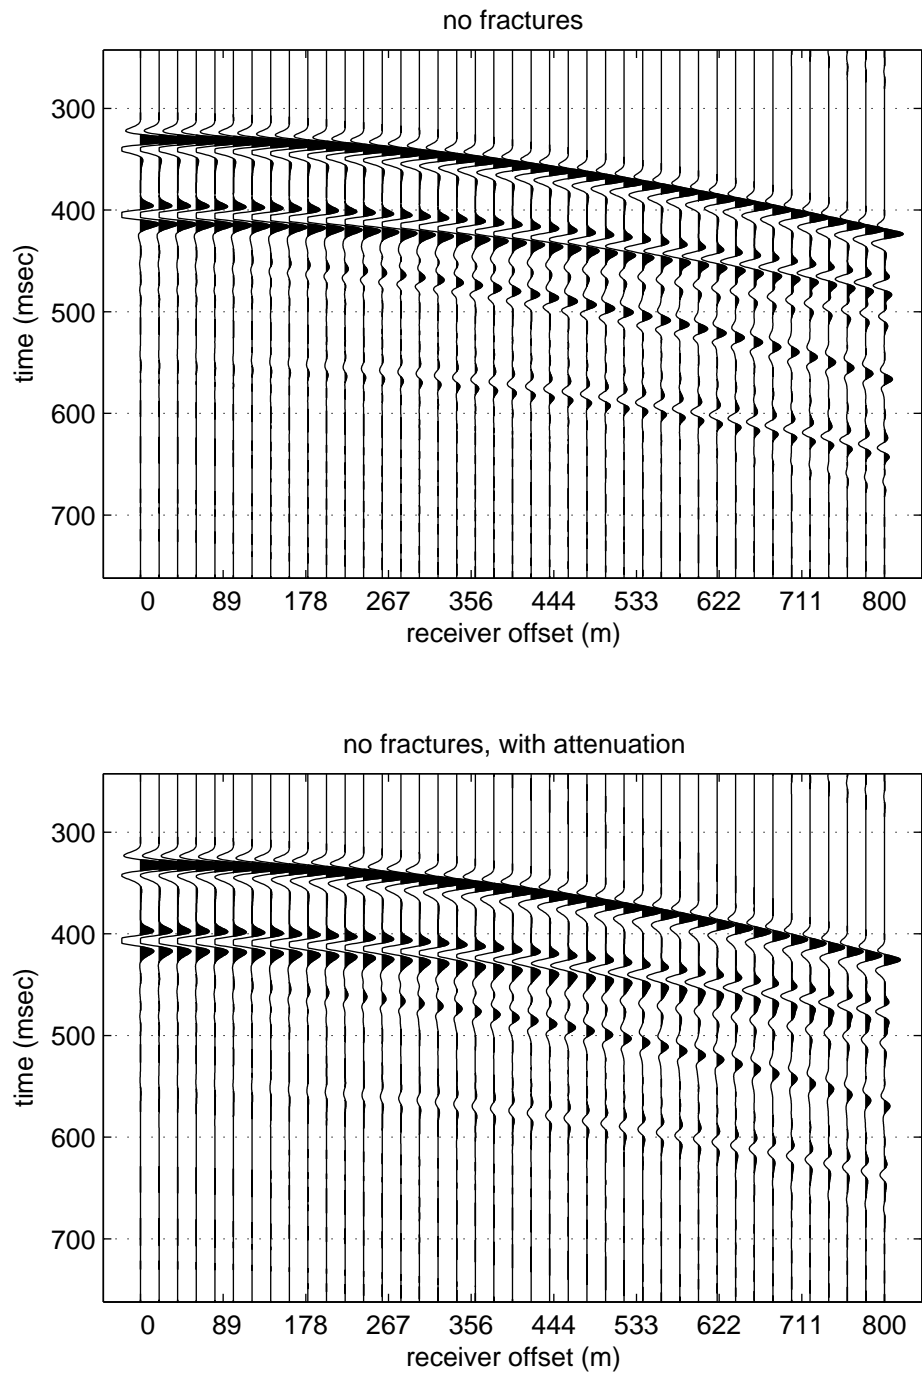 no fractures
300
400
500
600
700
time (msec)
0 89 178 267 356 444 533 622 711 800
receiver offset (m)
no fractures, with attenuation
300
400
500
600
700
time (msec)
0 89 178 267 356 444 533 622 711 800
receiver offset (m)